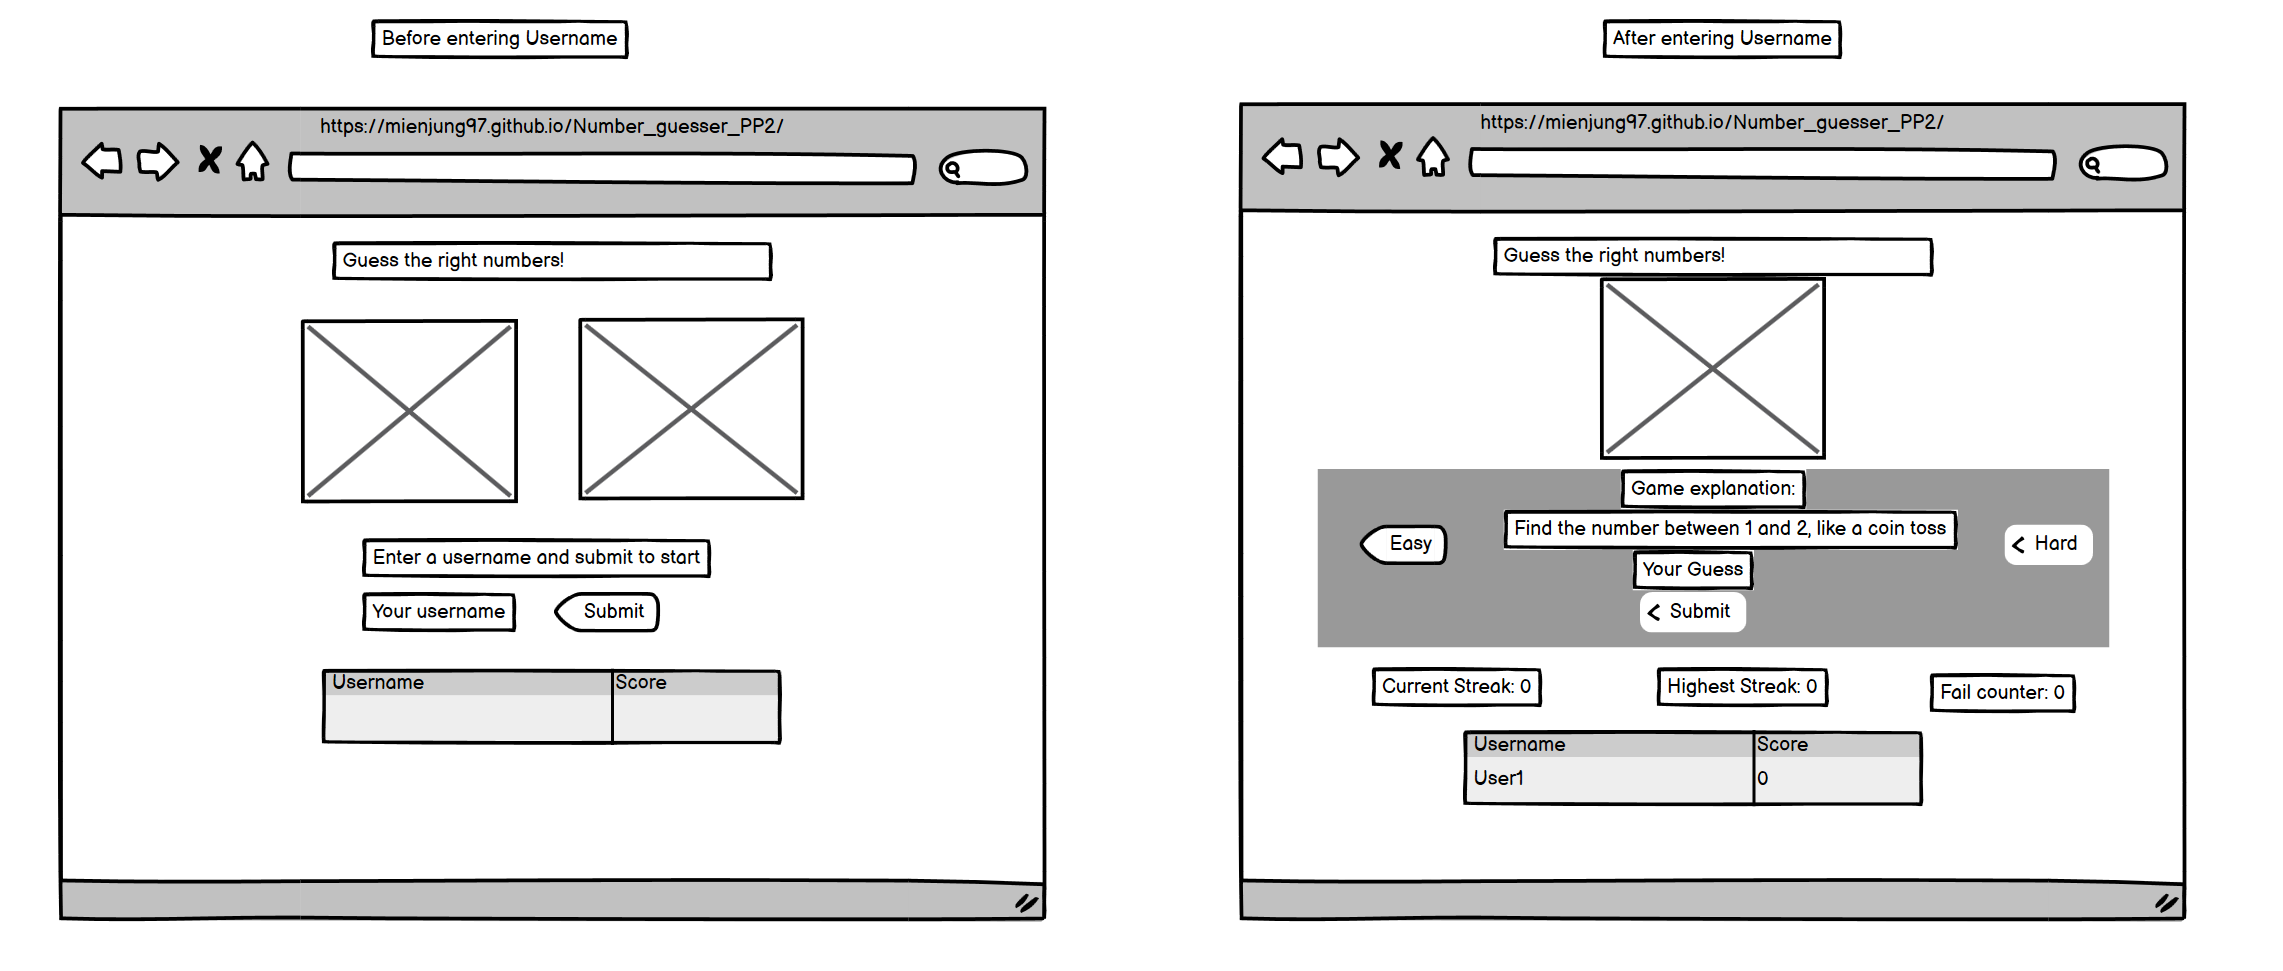 Before entering Username
https://mienjung97.github.io/Number_guesser_PP2/
Guess the right numbers!
Enter a username and submit to start
Your username
Submit
Username
Score
After entering Username
https://mienjung97.github.io/Number_guesser_PP2/
Guess the right numbers!
Game explanation:
Easy
Find the number between 1 and 2, like a coin toss
Hard
Your Guess
Submit
Current Streak: 0
Highest Streak: 0
Fail counter: 0
Username
Score
User1
0